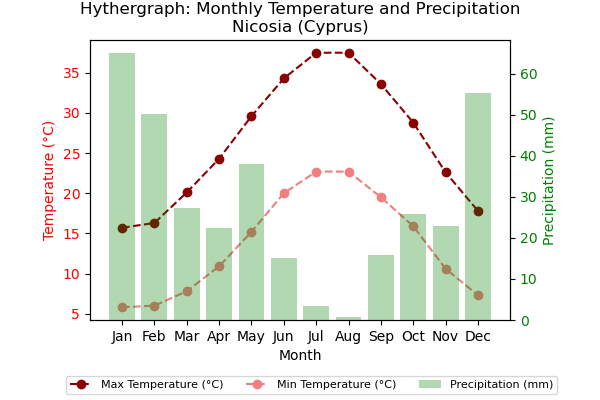 Hythergraph: Monthly Temperature and Precipitation
Nicosia (Cyprus)
Temperature (°C)
35
30
25
20
15
10
5
Precipitation (mm)
60
50
40
30
20
10
0
Jan Feb Mar Apr May Jun Jul Aug Sep Oct Nov Dec
Month
Max Temperature (°C) Min Temperature (°C) Precipitation (mm)